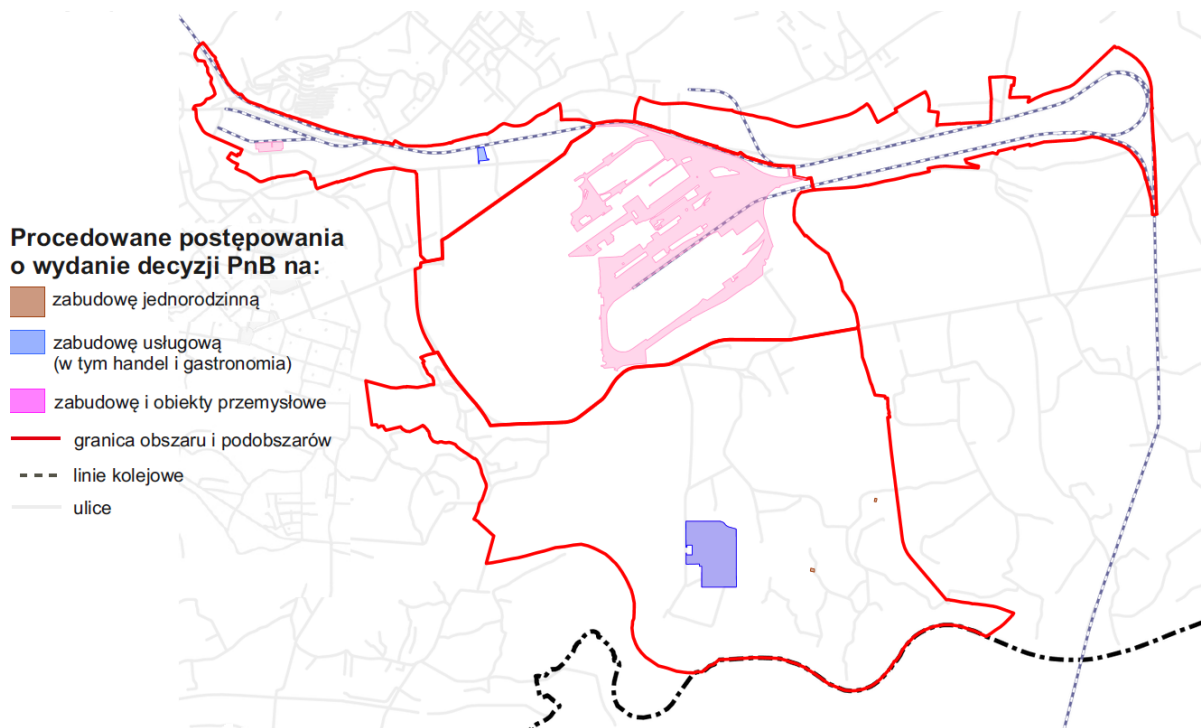 Procedowane postępowania
o wydanie decyzji PnB na:
zabudowę jednorodzinną
zabudowę usługową
(w tym handel i gastronomia)
zabudowę i obiekty przemysłowe
granica obszaru i podobszarów
linie kolejowe
ulice